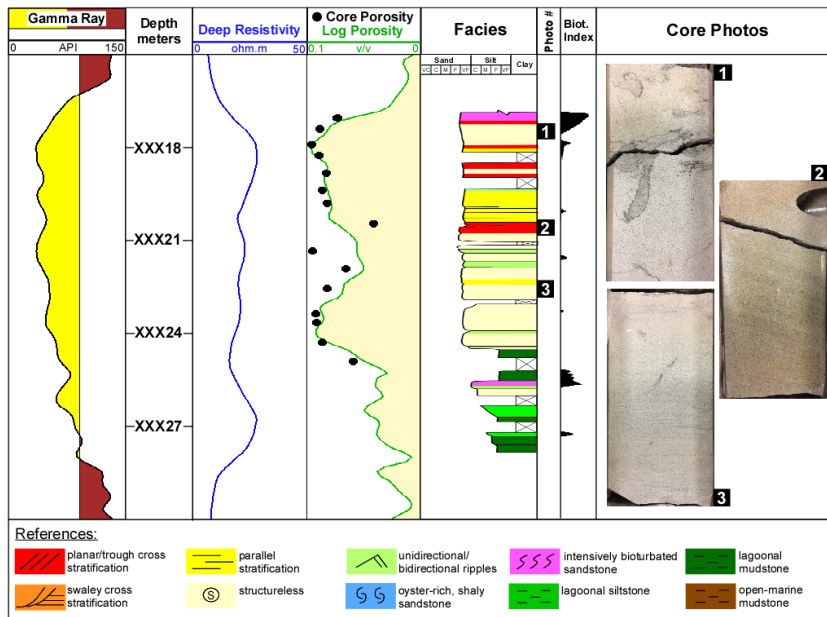 Gamma Ray
0 API 150
Depth
meters
Deep Resistivity
0 ohm.m 50
Core Porosity
Log Porosity
0.1 v/v 0
Facies
Sand Silt Clay
VC C M F VF C M F VF
Photo #
Biot.
Index
Core Photos
XXX18
XXX21
XXX24
XXX27
1
2
3
1
2
3
References:
planar/trough cross
stratification
parallel
stratification
unidirectional/
bidirectional ripples
intensively bioturbated
sandstone
lagoonal
mudstone
swaley cross
stratification
S
structureless
oyster-rich, shaly
sandstone
lagoonal siltstone
open-marine
mudstone